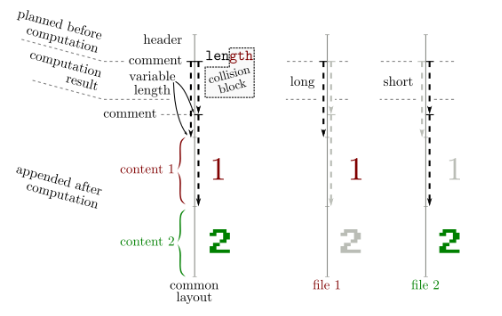 planned before
computation
computation
result
appended after
computation
header
comment
length
variable
length
collision
block
comment
content 1
1
content 2
2
common
layout
long
1
2
file 1
short
1
2
file 2